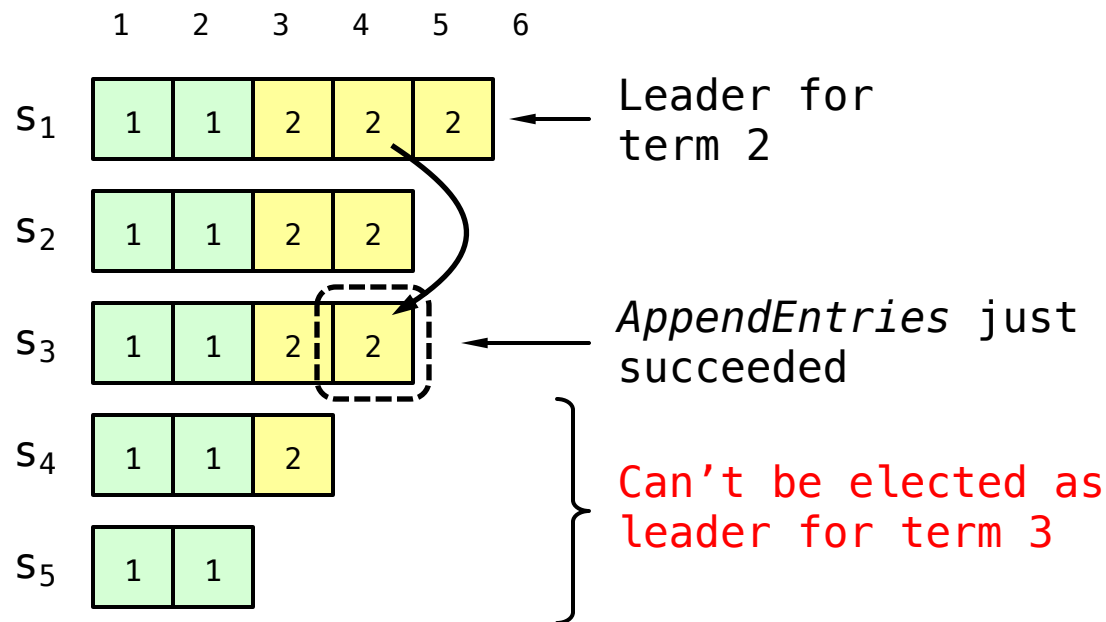 1 2 3 4 5 6
s1 1 1 2 2 2
Leader for
term 2
s2 1 1 2 2
s3 1 1 2 2
AppendEntries just
succeeded
s4 1 1 2
Can’t be elected as
leader for term 3
s5 1 1